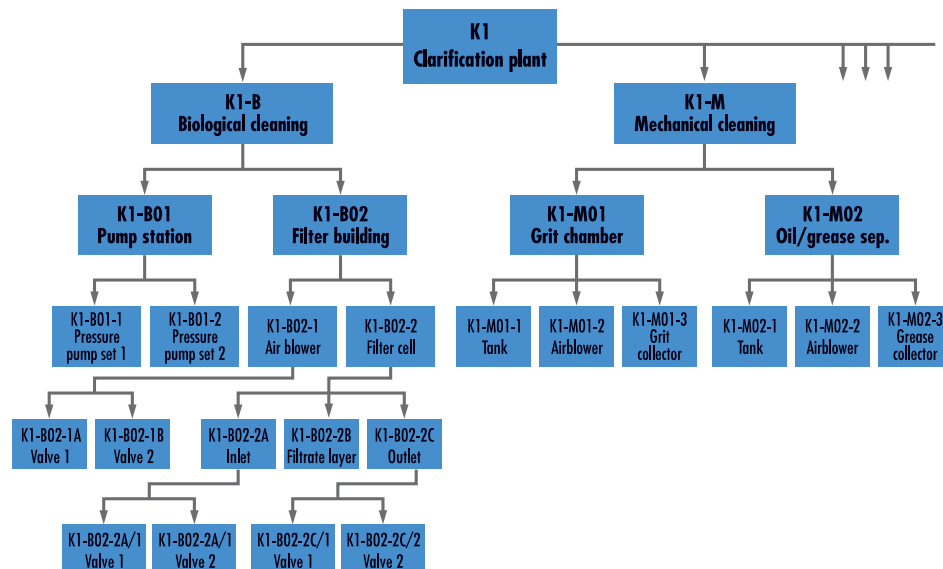 K1
Clarification plant
K1-B
Biological cleaning
K1-M
Mechanical cleaning
K1-B01
Pump station
K1-B02
Filter building
K1-M01
Grit chamber
K1-M02
Oil/grease sep.
K1-B01-1
Pressure
pump set 1
K1-B01-2
Pressure
pump set 2
K1-B02-1
Air blower
K1-B02-2
Filter cell
K1-M01-1
Tank
K1-M01-2
Airblower
K1-M01-3
Grit
collector
K1-M02-1
Tank
K1-M02-2
Airblower
K1-M02-3
Grease
collector
K1-B02-1A
Valve 1
K1-B02-1B
Valve 2
K1-B02-2A
Inlet
K1-B02-2B
Filtrate layer
K1-B02-2C
Outlet
K1-B02-2A/1
Valve 1
K1-B02-2A/1
Valve 2
K1-B02-2C/1
Valve 1
K1-B02-2C/2
Valve 2